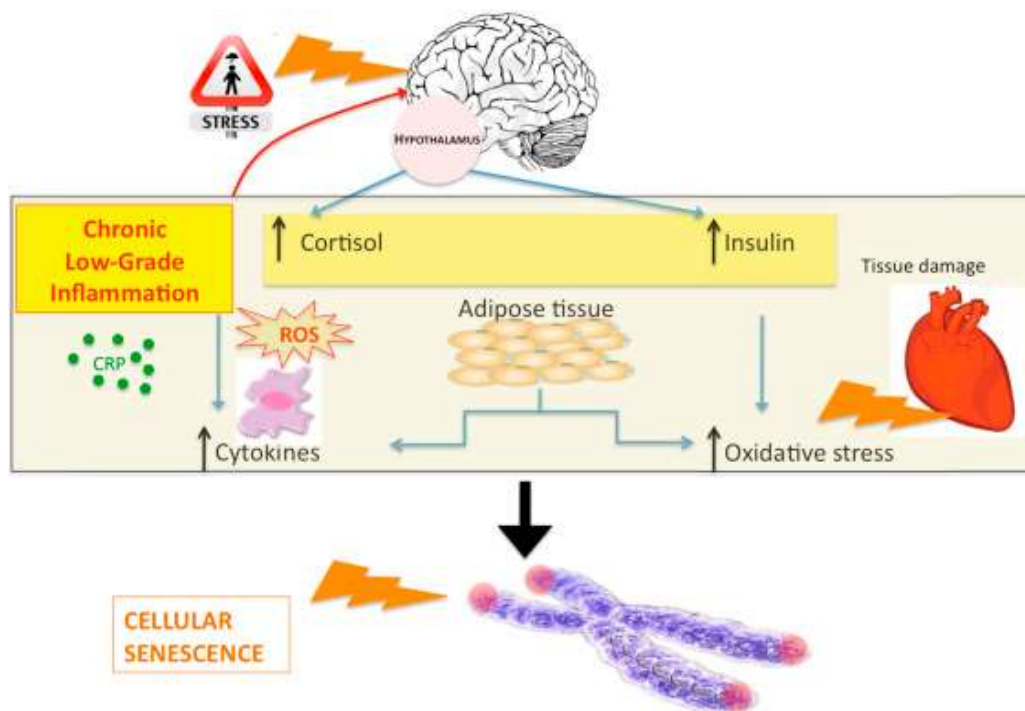 STRESS
HYPOTHALAMUS
Chronic
Low-Grade
Inflammation
Cortisol
Insulin
Tissue damage
Adipose tissue
ROS
CRP
Cytokines
Oxidative stress
CELLULAR
SENESCENCE